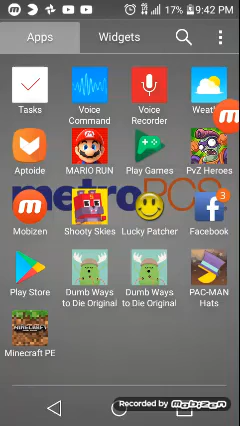 17% 9:42 PM
Apps Widgets
Tasks Voice Command Voice Recorder Weath
Aptoide MARIO RUN Play Games PvZ Heroes
metroPCS
Mobizen Shooty Skies Lucky Patcher Facebook
3
Play Store Dumb Ways to Die Original Dumb Ways to Die Original PAC-MAN Hats
MINECRAFT
Minecraft PE
Recorded by Mobizen